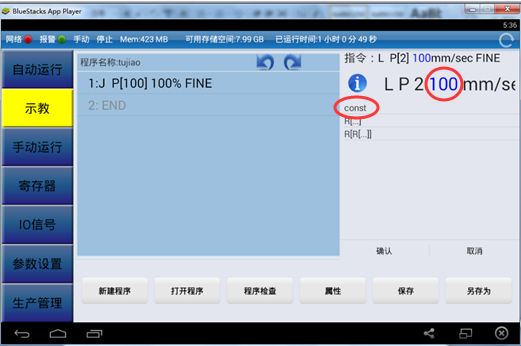 BlueStacks App Player
5:36
网络 报警 手动 停止 Mem:423 MB 可用存储空间:7.99 GB 已运行时间:1 小时 0 分 49 秒
自动运行
示教
手动运行
寄存器
IO信号
参数设置
生产管理
程序名称:tujiao
1:J P[100] 100% FINE
2: END
指令: L P[2] 100mm/sec FINE
L P 2 100 mm/se
const
R[...]
R[R[...]]
确认 取消
新建程序 打开程序 程序检查 属性 保存 另存为